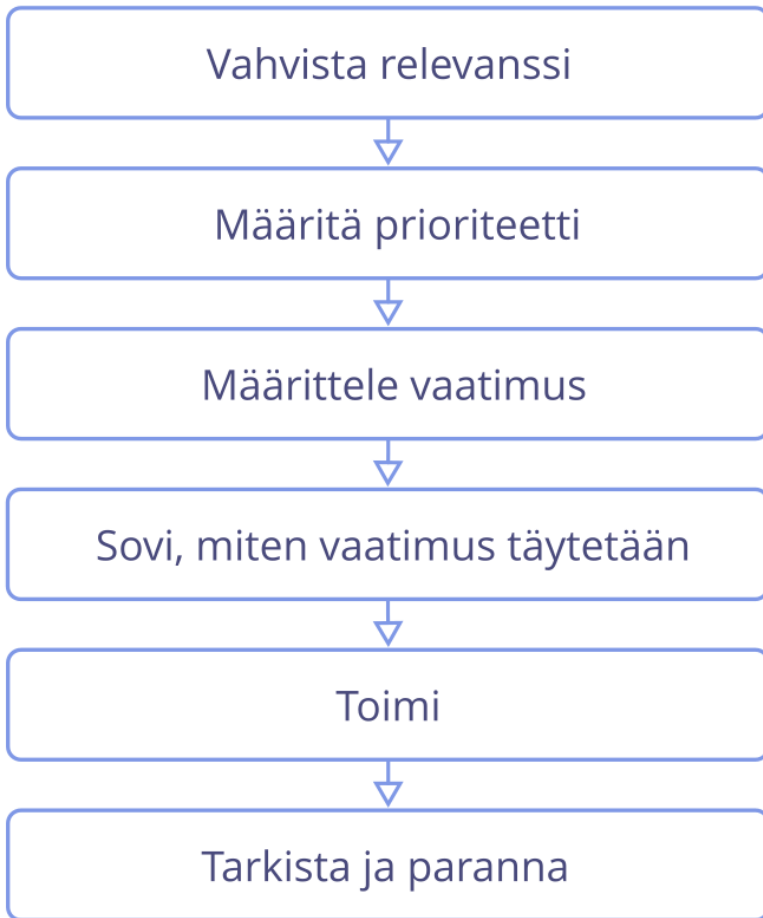 Vahvista relevanssi
Määritä prioriteetti
Määrittele vaatimus
Sovi, miten vaatimus täytetään
Toimi
Tarkista ja paranna